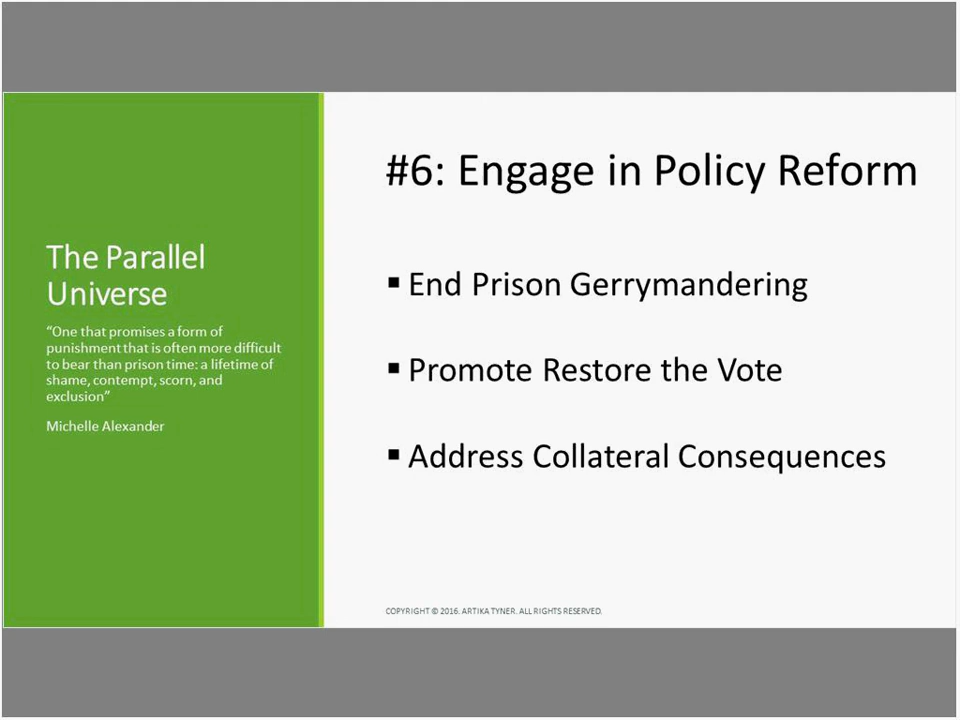 The Parallel
Universe
“One that promises a form of
punishment that is often more difficult
to bear than prison time: a lifetime of
shame, contempt, scorn, and
exclusion”
Michelle Alexander
#6: Engage in Policy Reform
▪ End Prison Gerrymandering
▪ Promote Restore the Vote
▪ Address Collateral Consequences
COPYRIGHT © 2016. ARTIKA TYNER. ALL RIGHTS RESERVED.